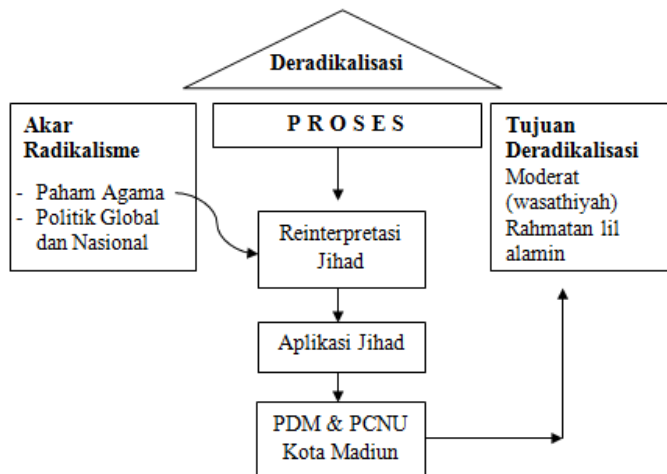 Deradikalisasi
Akar
Radikalisme
- Paham Agama
- Politik Global
dan Nasional
P R O S E S
Reinterpretasi
Jihad
Aplikasi Jihad
PDM & PCNU
Kota Madiun
Tujuan
Deradikalisasi
Moderat
(wasathiyah)
Rahmatan lil
alamin